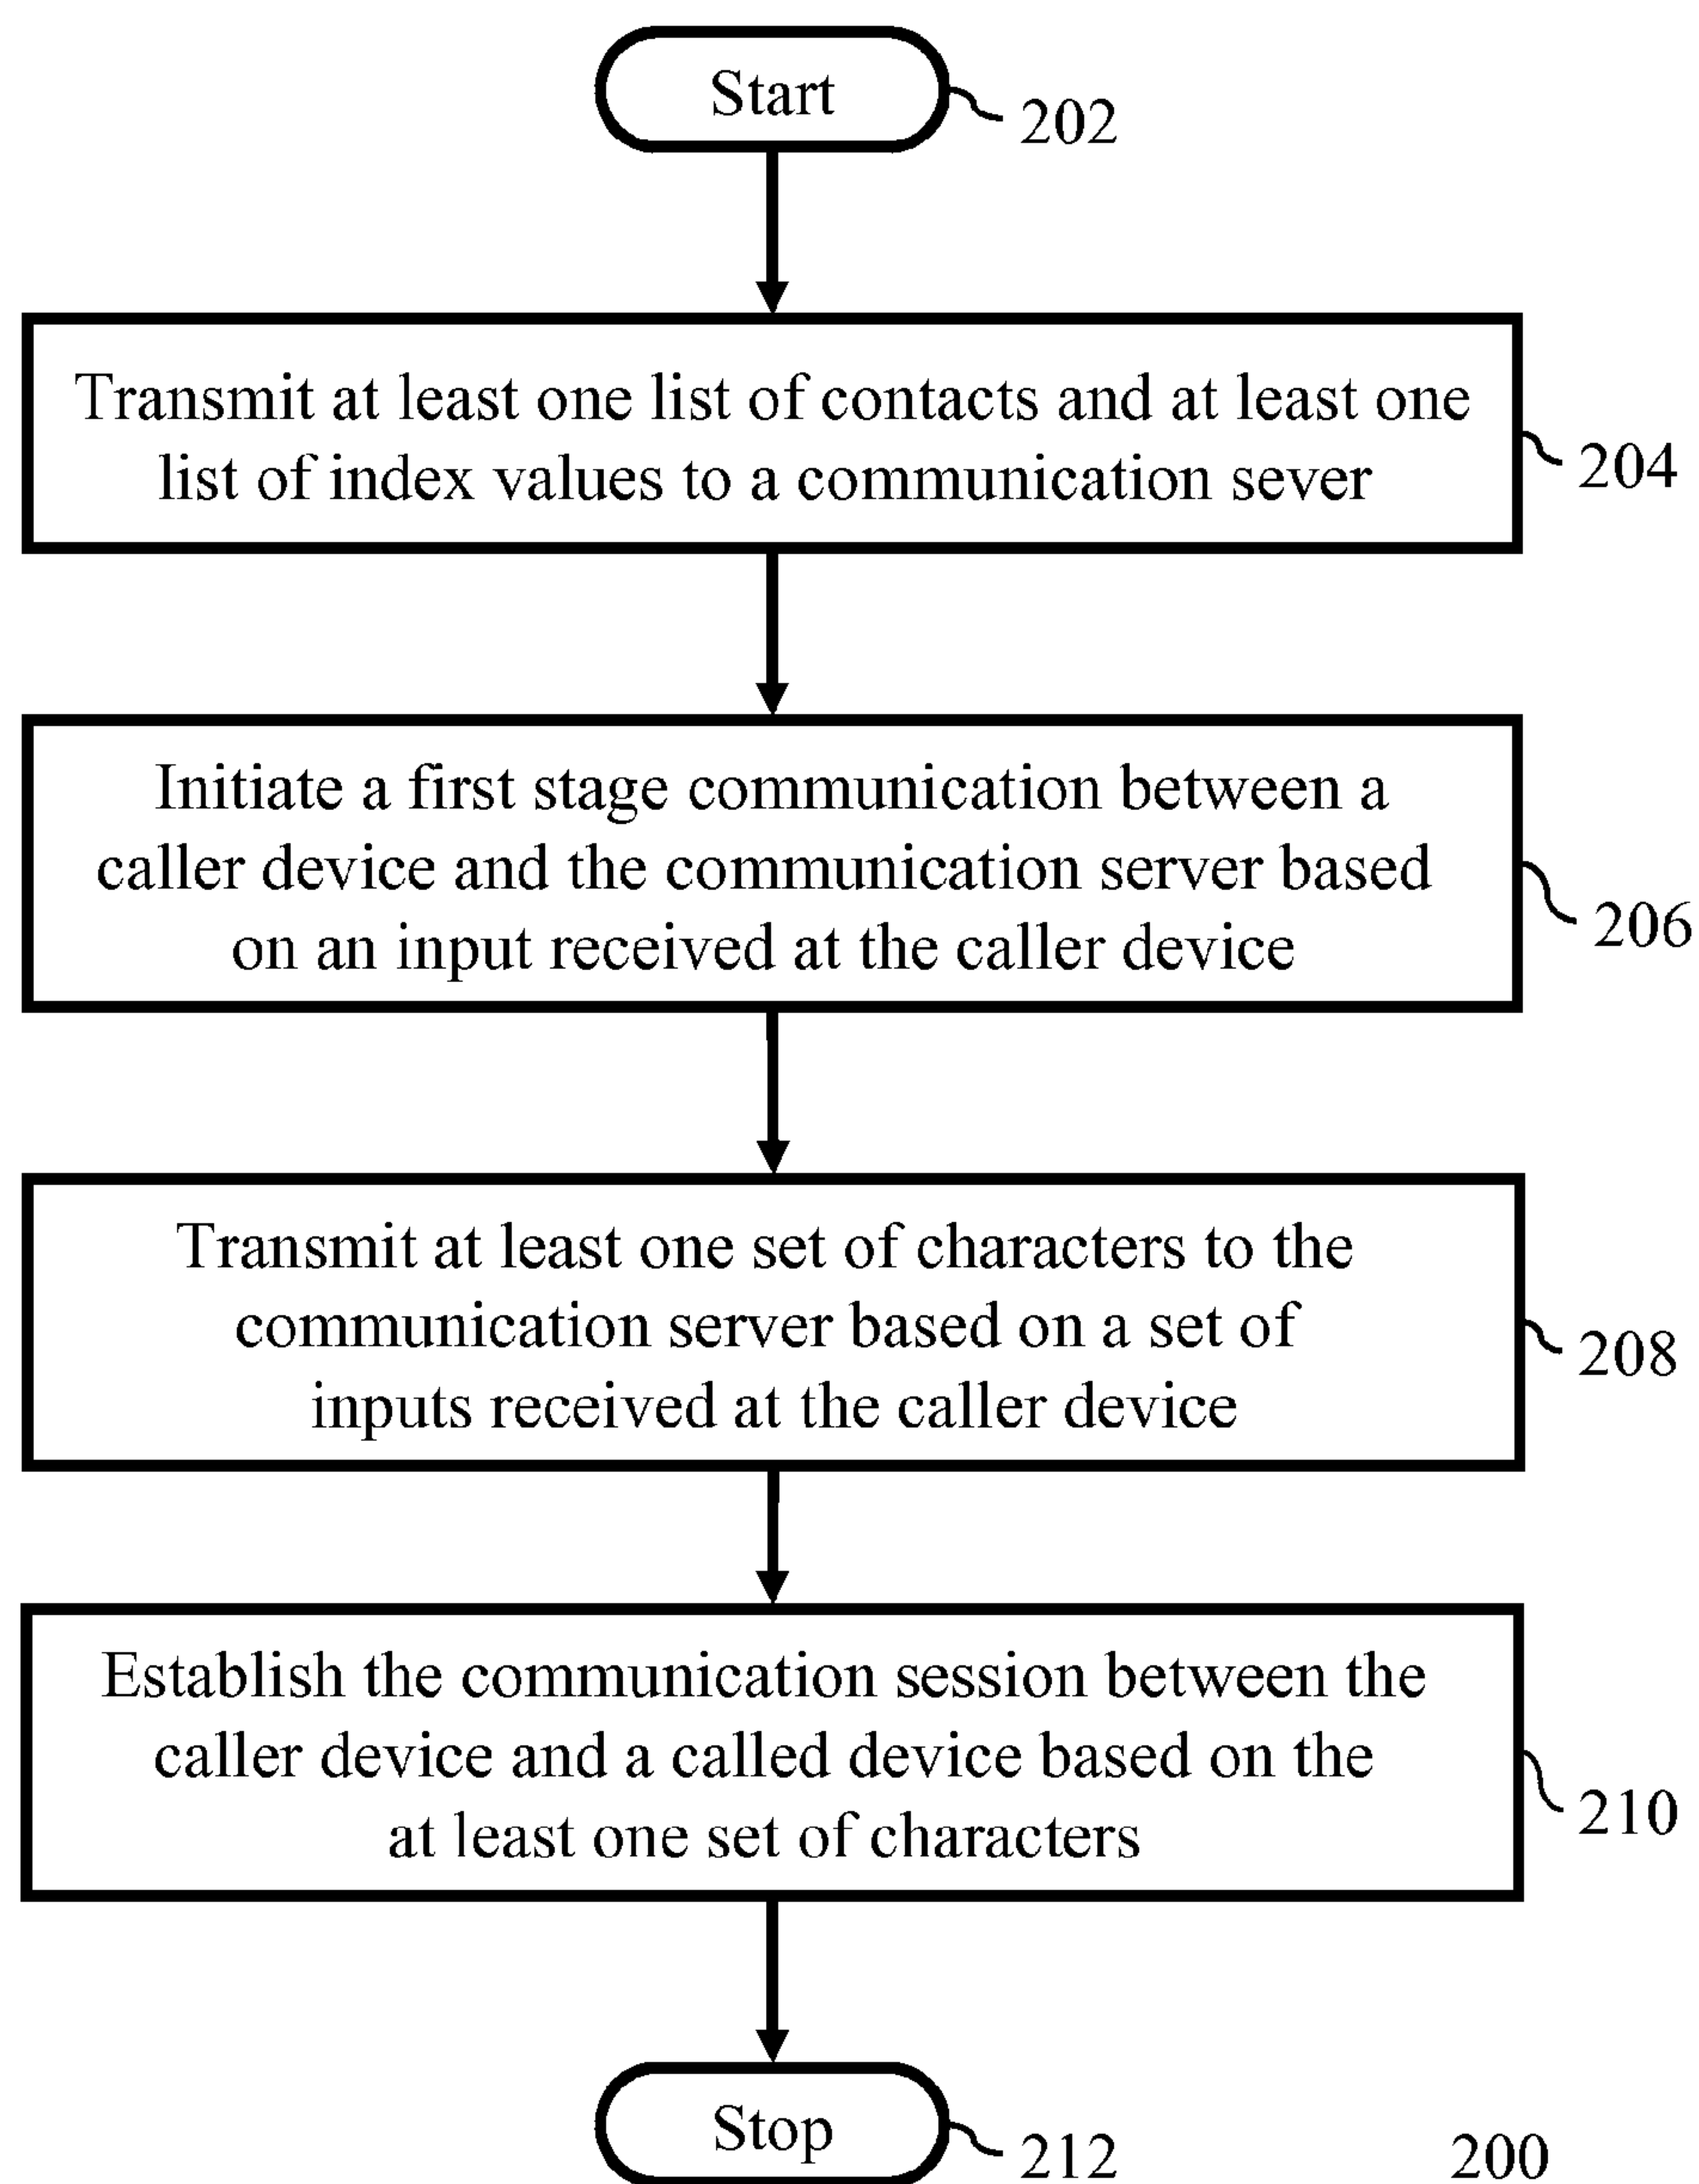 Start
202
Transmit at least one list of contacts and at least one
list of index values to a communication sever
204
Initiate a first stage communication between a
caller device and the communication server based
on an input received at the caller device
206
Transmit at least one set of characters to the
communication server based on a set of
inputs received at the caller device
208
Establish the communication session between the
caller device and a called device based on the
at least one set of characters
210
Stop
212
200